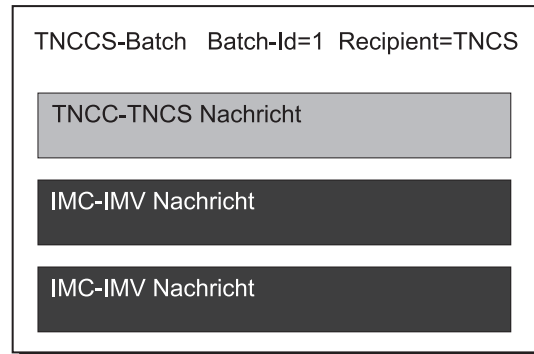 TNCCS-Batch Batch-Id=1 Recipient=TNCS
TNCC-TNCS Nachricht
IMC-IMV Nachricht
IMC-IMV Nachricht